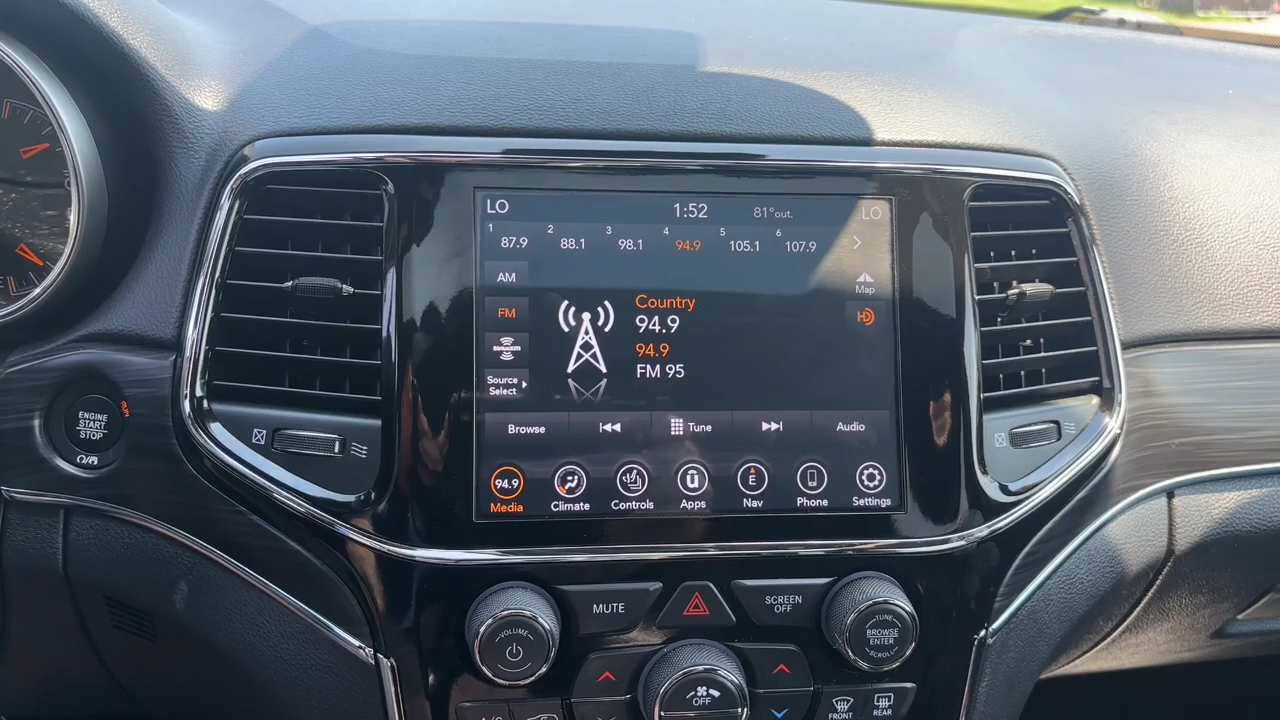 LO 1:52 81°out. LO
1 2 3 4 5 6
87.9 88.1 98.1 94.9 105.1 107.9
AM
Map
Country
FM
94.9
HD
SiriusXM
94.9
FM 95
Source
Select
Browse Tune Audio
94.9 E
Media Climate Controls Apps Nav Phone Settings
ENGINE
START
STOP
RUN
MUTE
SCREEN
OFF
VOLUME
TUNE
BROWSE
ENTER
SCROLL
OFF
A/C
FRONT
REAR